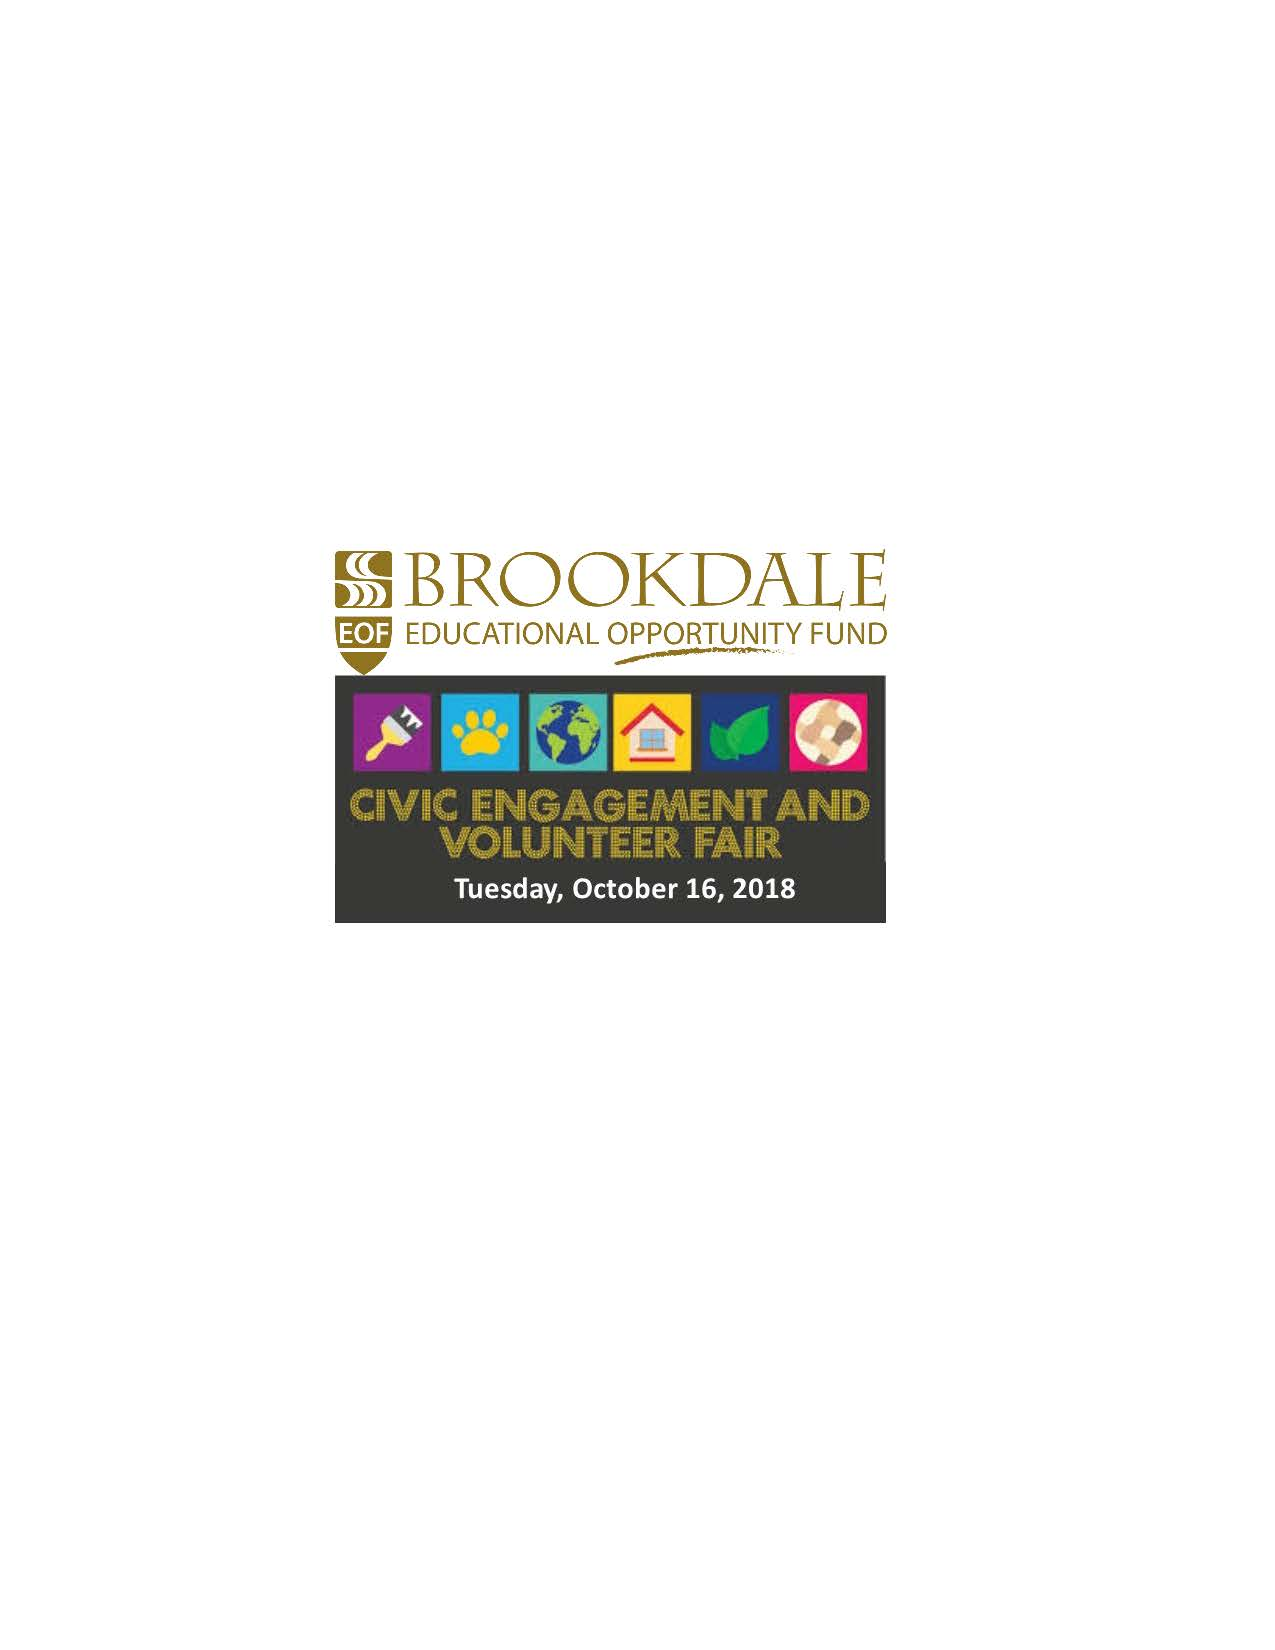 BROOKDALE
EOF EDUCATIONAL OPPORTUNITY FUND
CIVIC ENGAGEMENT AND
VOLUNTEER FAIR
Tuesday, October 16, 2018